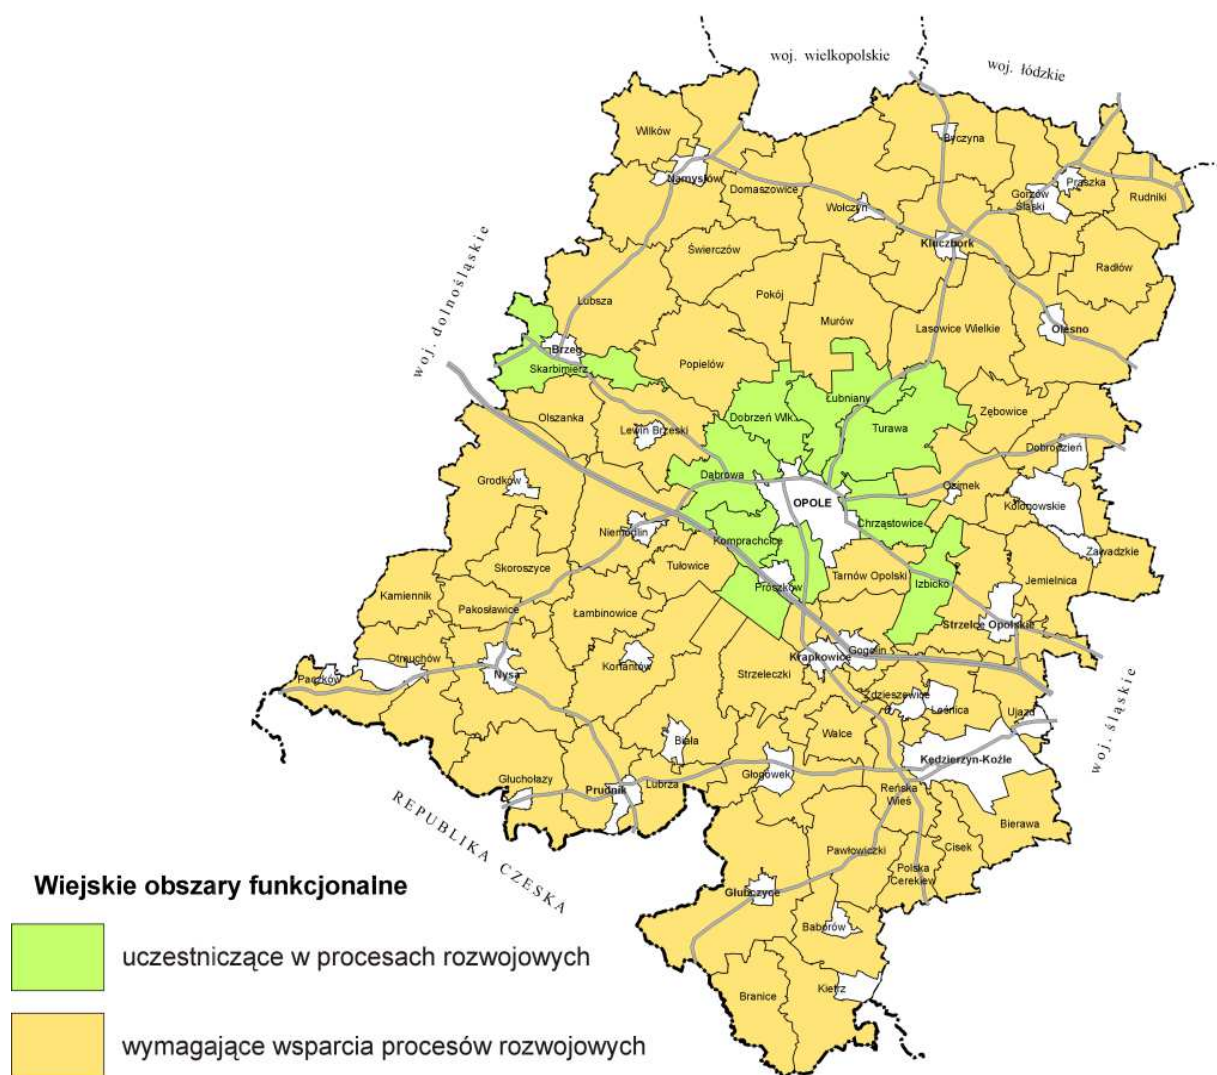 woj. wielkopolskie
woj. łódzkie
Wilków
Byczyna
Namysłów
Domaszowice
Praszka
Gorzów
Śląski
Rudniki
Wołczyn
Kluczbork
Świerczów
Radłów
woj. dolnośląskie
Lubsza
Pokój
Murów
Lasowice Wielkie
Olesno
Brzeg
Skarbimierz
Popielów
Łubniany
Zębowice
Olszanka
Dobrzeń Wlk.
Turawa
Lewin Brzeski
Dobrodzień
Dąbrowa
Grodków
Ozimek
OPOLE
Kolonowskie
Chrząstowice
Niemodlin
Komprachcice
Zawadzkie
Skoroszyce
Tułowice
Tarnów Opolski
Izbicko
Jemielnica
Prószków
Kamiennik
Pakosławice
Łambinowice
Strzelce Opolskie
Otmuchów
Korfantów
Krapkowice
Gogolin
Paczków
Nysa
Strzeleczki
Zdzieszowice
Leśnica
Ujazd
woj. śląskie
Biała
Walce
Kędzierzyn-Koźle
Głuchołazy
Prudnik
Lubrza
Głogówek
Reńska
Wieś
Bierawa
REPUBLIKA CZESKA
Pawłowiczki
Cisek
Polska
Cerekiew
Głubczyce
Baborów
Branice
Kietrz
Wiejskie obszary funkcjonalne
uczestniczące w procesach rozwojowych
wymagające wsparcia procesów rozwojowych